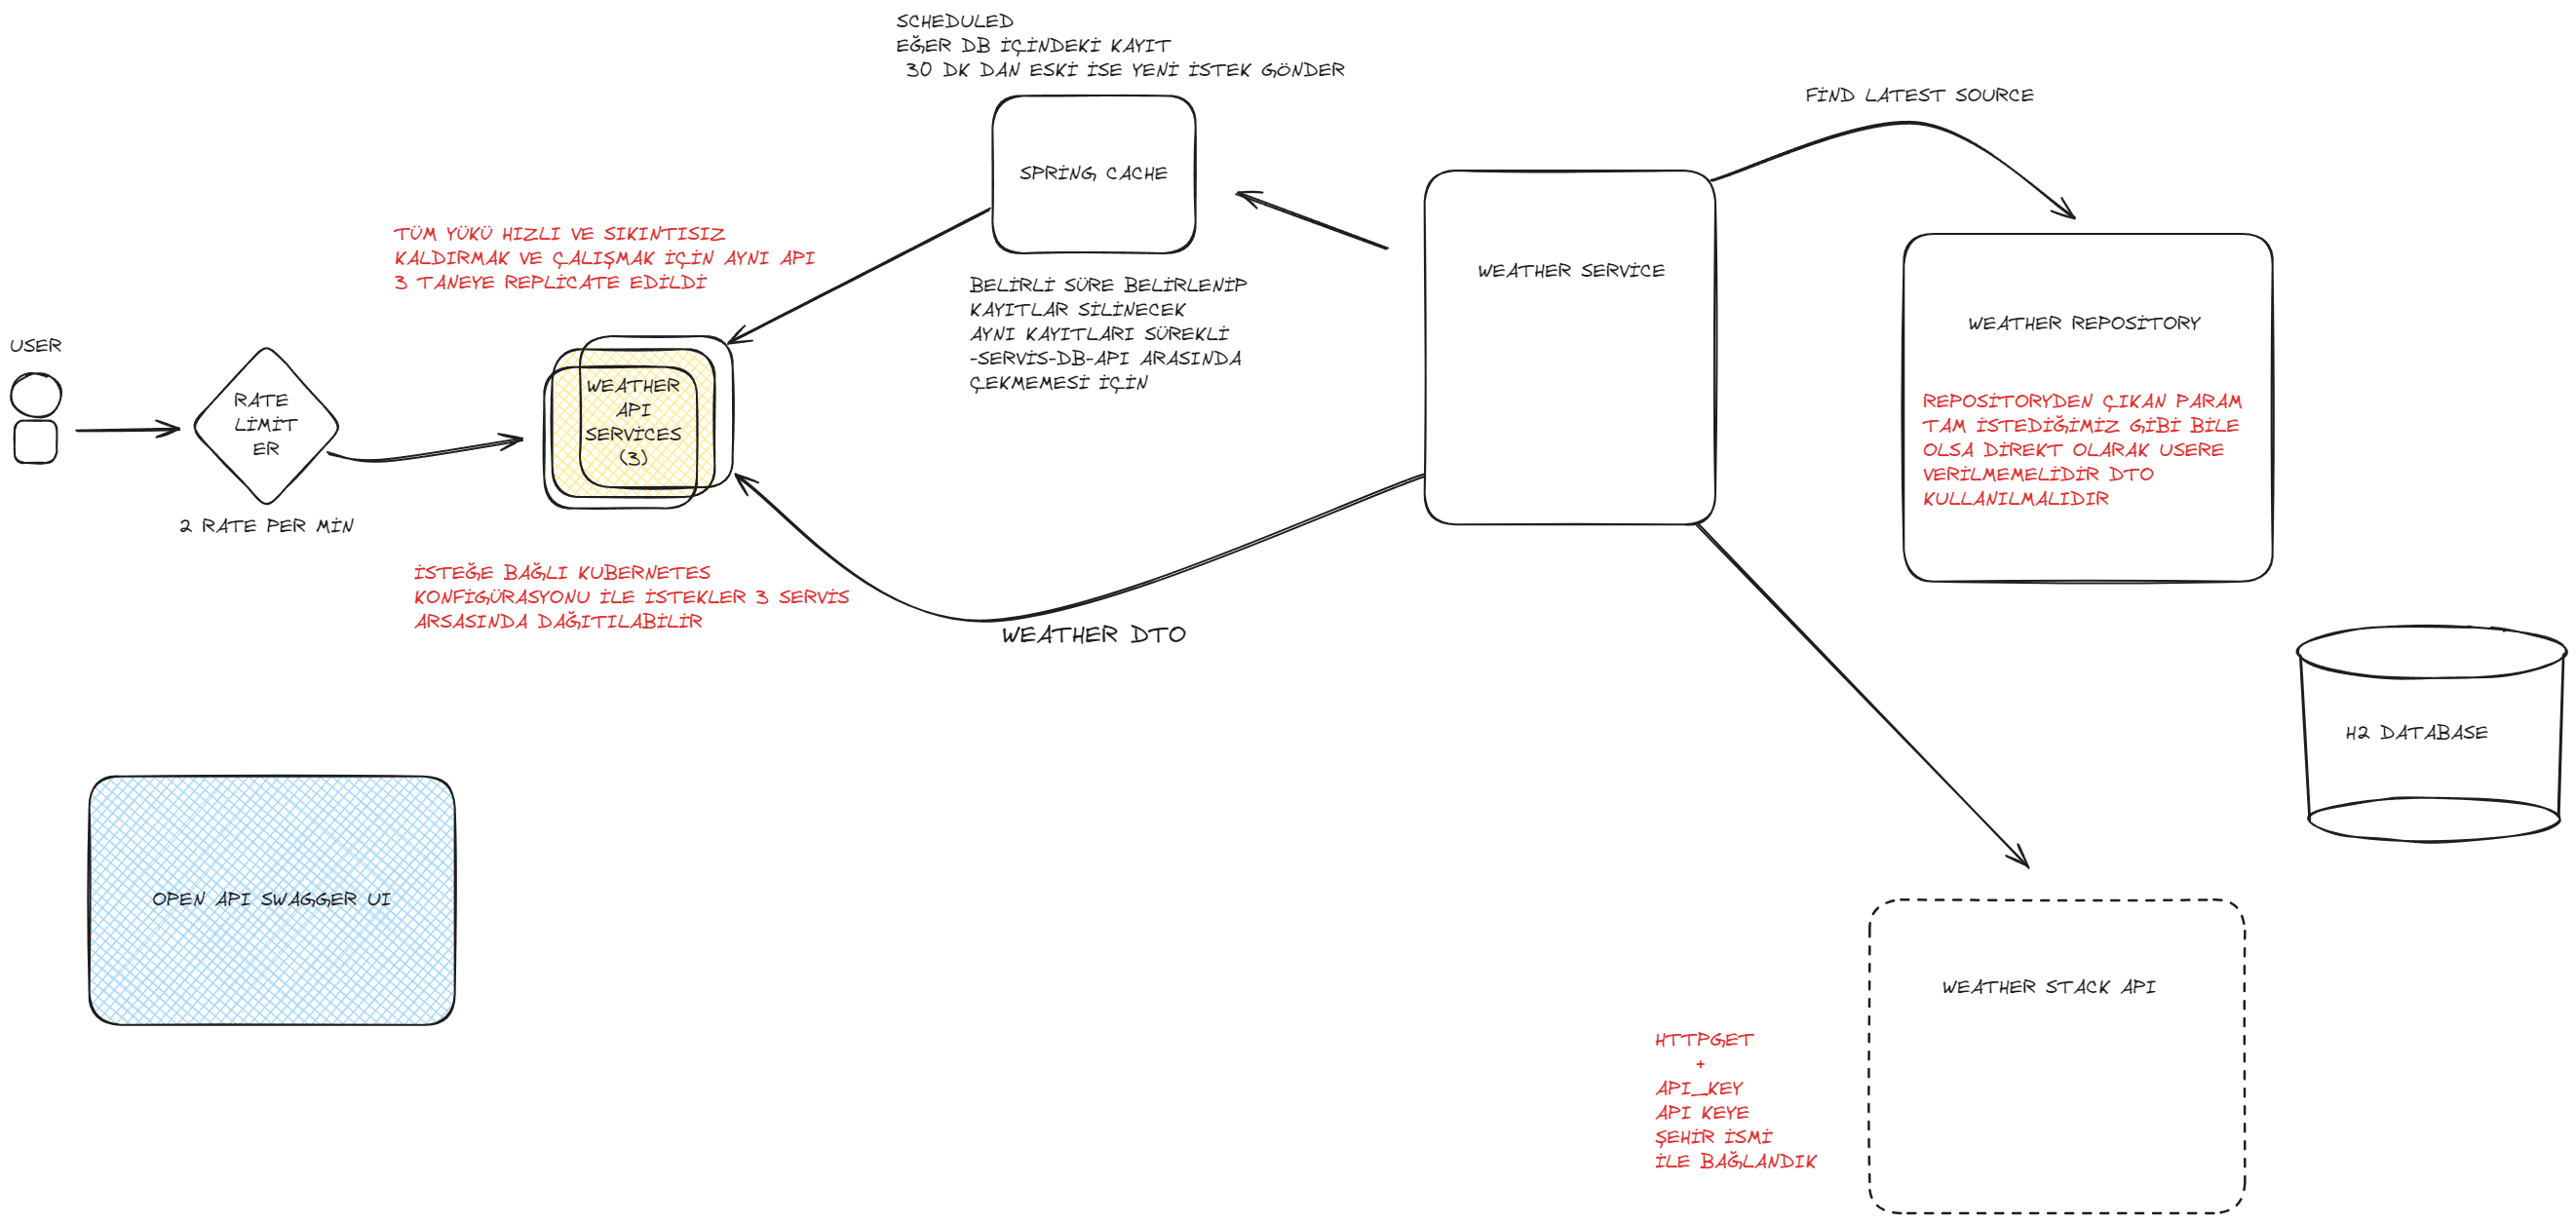 SCHEDULED
EĞER DB İÇİNDEKİ KAYIT
30 DK DAN ESKİ İSE YENİ İSTEK GÖNDER
SPRİNG CACHE
BELİRLİ SÜRE BELİRLENİP
KAYITLAR SİLİNECEK
AYNI KAYITLARI SÜREKLİ
-SERVİS-DB-API ARASINDA
ÇEKMEMESİ İÇİN
FİND LATEST SOURCE
WEATHER SERVİCE
WEATHER REPOSİTORY
REPOSİTORYDEN ÇIKAN PARAM
TAM İSTEDİĞİMİZ GİBİ BİLE
OLSA DİREKT OLARAK USERE
VERİLMEMELİDİR DTO
KULLANILMALIDIR
TÜM YÜKÜ HIZLI VE SIKINTISIZ
KALDIRMAK VE ÇALIŞMAK İÇİN AYNI API
3 TANEYE REPLİCATE EDİLDİ
USER
RATE
LİMİT
ER
2 RATE PER MİN
WEATHER
API
SERVİCES
(3)
İSTEĞE BAĞLI KUBERNETES
KONFİGÜRASYONU İLE İSTEKLER 3 SERVİS
ARSASINDA DAĞITILABİLİR
WEATHER DTO
H2 DATABASE
OPEN API SWAGGER UI
WEATHER STACK API
HTTPGET
+
API_KEY
API KEYE
ŞEHİR İSMİ
İLE BAĞLANDIK